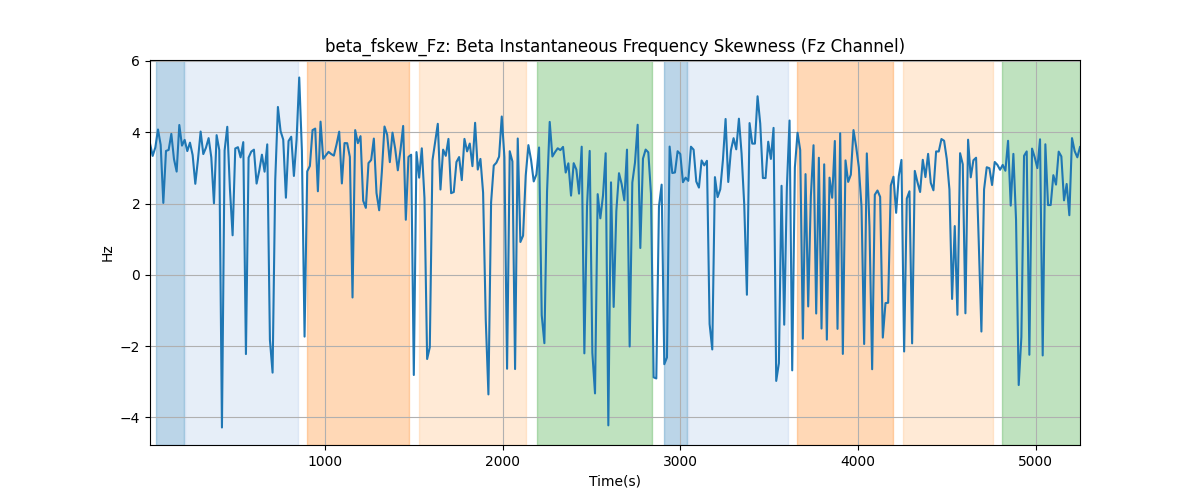 beta_fskew_Fz: Beta Instantaneous Frequency Skewness (Fz Channel)
6
4
2
0
−2
−4
Hz
1000 2000 3000 4000 5000
Time(s)